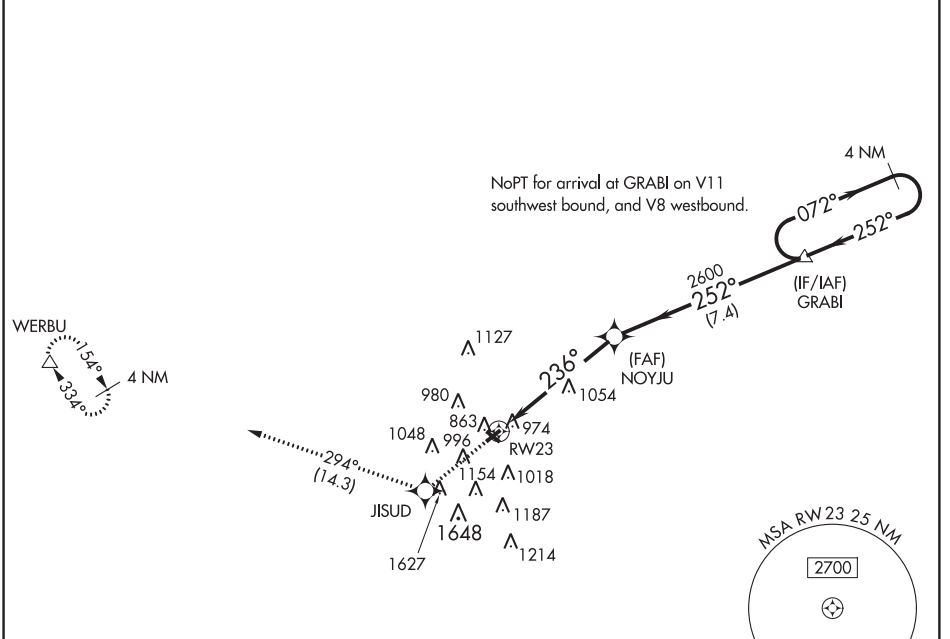 4 NM
NoPT for arrival at GRABI on V11
southwest bound, and V8 westbound.
072°
252°
(IF/IAF)
GRABI
2600
252°
(7.4)
WERBU
154°
334°
4 NM
1127
(FAF)
NOYJU
236°
1054
980
863
974
1048
996
RW23
294°
(14.3)
1154
1018
JISUD
1187
1648
1214
1627
MSA RW23 25 NM
2700